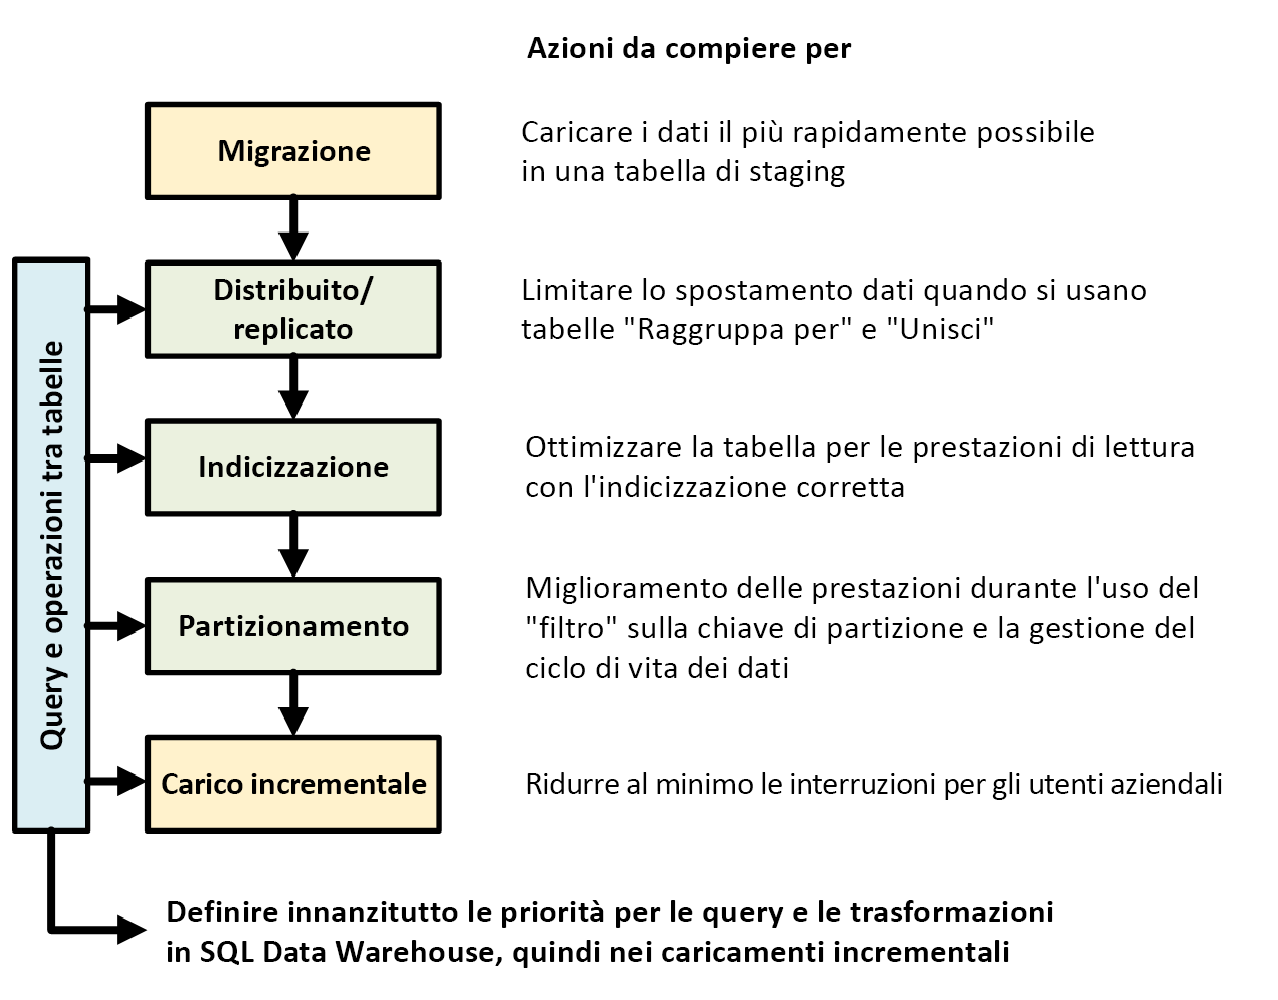 Azioni da compiere per
Migrazione
Caricare i dati il più rapidamente possibile
in una tabella di staging
Distribuito/
replicato
Limitare lo spostamento dati quando si usano
tabelle "Raggruppa per" e "Unisci"
Query e operazioni tra tabelle
Indicizzazione
Ottimizzare la tabella per le prestazioni di lettura
con l'indicizzazione corretta
Partizionamento
Miglioramento delle prestazioni durante l'uso del
"filtro" sulla chiave di partizione e la gestione del
ciclo di vita dei dati
Carico incrementale
Ridurre al minimo le interruzioni per gli utenti aziendali
Definire innanzitutto le priorità per le query e le trasformazioni
in SQL Data Warehouse, quindi nei caricamenti incrementali